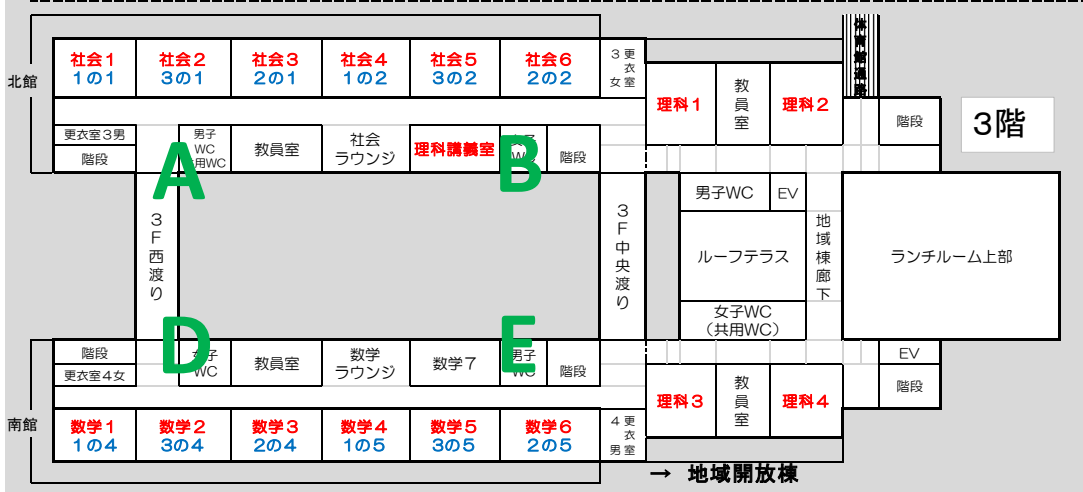 体育館通路
社会1 社会2 社会3 社会4 社会5 社会6
1の1 3の1 2の1 1の2 3の2 2の2
3女 更衣室
北館
理科1 教員室 理科2
階段
3階
更衣室3男
階段
男子WC
共用WC
教員室
社会ラウンジ
理科講義室
女子WC
階段
A
B
3F西渡り
3F中央渡り
男子WC
EV
ルーフテラス
地域棟廊下
ランチルーム上部
女子WC
(共用WC)
D
E
階段
更衣室4女
女子WC
教員室
数学ラウンジ
数学7
男子WC
階段
EV
階段
理科3 教員室 理科4
南館
数学1 数学2 数学3 数学4 数学5 数学6
1の4 3の4 2の4 1の5 3の5 2の5
4男 更衣室
→ 地域開放棟